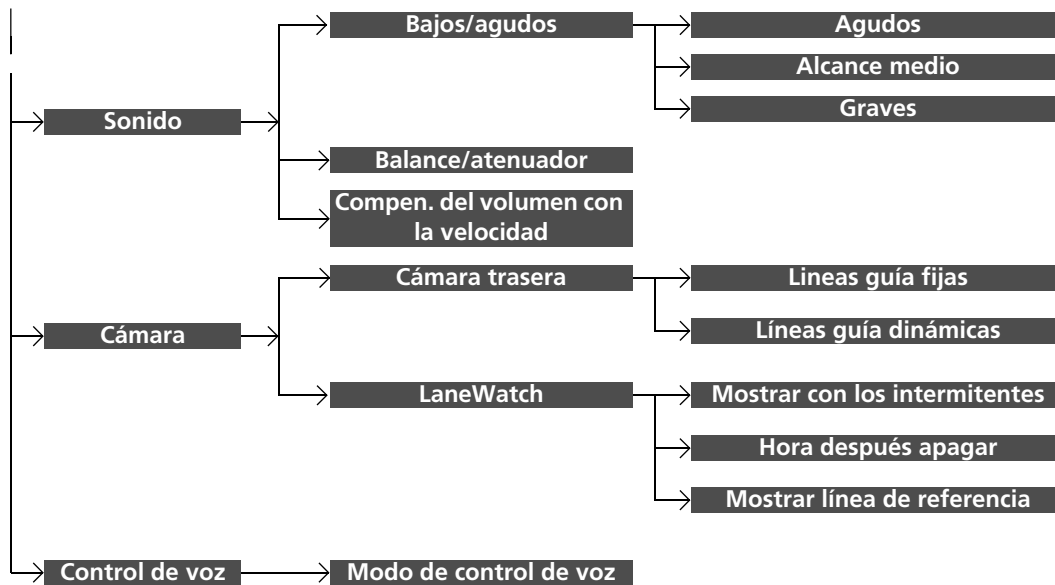 Bajos/agudos
Agudos
Alcance medio
Graves
Sonido
Balance/atenuador
Compen. del volumen con
la velocidad
Cámara trasera
Lineas guía fijas
Líneas guía dinámicas
Cámara
LaneWatch
Mostrar con los intermitentes
Hora después apagar
Mostrar línea de referencia
Control de voz
Modo de control de voz